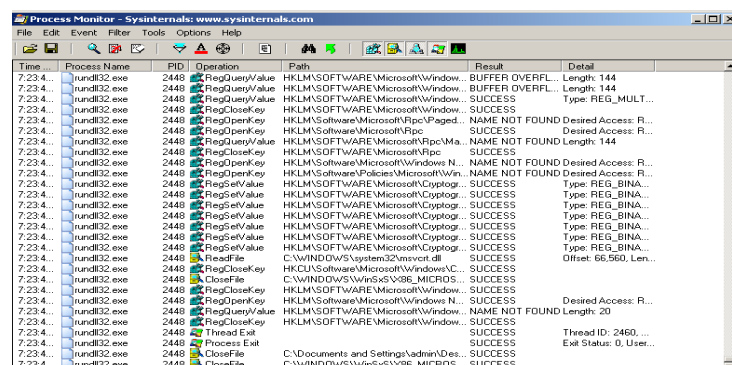 Process Monitor - Sysinternals: www.sysinternals.com
File Edit Event Filter Tools Options Help
Time ... Process Name PID Operation Path Result Detail
7:23:4... rundll32.exe 2448 RegQueryValue HKLM\SOFTWARE\Microsoft\Window... BUFFER OVERFL... Length: 144
7:23:4... rundll32.exe 2448 RegQueryValue HKLM\SOFTWARE\Microsoft\Window... BUFFER OVERFL... Length: 144
7:23:4... rundll32.exe 2448 RegQueryValue HKLM\SOFTWARE\Microsoft\Window... SUCCESS Type: REG_MULT...
7:23:4... rundll32.exe 2448 RegCloseKey HKLM\SOFTWARE\Microsoft\Window... SUCCESS
7:23:4... rundll32.exe 2448 RegOpenKey HKLM\Software\Microsoft\Rpc\Paged... NAME NOT FOUND Desired Access: R...
7:23:4... rundll32.exe 2448 RegOpenKey HKLM\Software\Microsoft\Rpc SUCCESS Desired Access: R...
7:23:4... rundll32.exe 2448 RegQueryValue HKLM\SOFTWARE\Microsoft\Rpc\Ma... NAME NOT FOUND Length: 144
7:23:4... rundll32.exe 2448 RegCloseKey HKLM\SOFTWARE\Microsoft\Rpc SUCCESS
7:23:4... rundll32.exe 2448 RegOpenKey HKLM\SOFTWARE\Microsoft\Windows N... NAME NOT FOUND Desired Access: R...
7:23:4... rundll32.exe 2448 RegOpenKey HKLM\Software\Policies\Microsoft\Win... NAME NOT FOUND Desired Access: R...
7:23:4... rundll32.exe 2448 RegSetValue HKLM\SOFTWARE\Microsoft\Cryptogr... SUCCESS Type: REG_BINA...
7:23:4... rundll32.exe 2448 RegSetValue HKLM\SOFTWARE\Microsoft\Cryptogr... SUCCESS Type: REG_BINA...
7:23:4... rundll32.exe 2448 RegSetValue HKLM\SOFTWARE\Microsoft\Cryptogr... SUCCESS Type: REG_BINA...
7:23:4... rundll32.exe 2448 RegSetValue HKLM\SOFTWARE\Microsoft\Cryptogr... SUCCESS Type: REG_BINA...
7:23:4... rundll32.exe 2448 RegSetValue HKLM\SOFTWARE\Microsoft\Cryptogr... SUCCESS Type: REG_BINA...
7:23:4... rundll32.exe 2448 RegSetValue HKLM\SOFTWARE\Microsoft\Cryptogr... SUCCESS Type: REG_BINA...
7:23:4... rundll32.exe 2448 RegSetValue HKLM\SOFTWARE\Microsoft\Cryptogr... SUCCESS Type: REG_BINA...
7:23:4... rundll32.exe 2448 ReadFile C:\WINDOWS\system32\msvcrt.dll SUCCESS Offset: 66,560, Len...
7:23:4... rundll32.exe 2448 RegCloseKey HKCU\Software\Microsoft\Windows\C... SUCCESS
7:23:4... rundll32.exe 2448 CloseFile C:\WINDOWS\WinSxS\X86_MICROS... SUCCESS
7:23:4... rundll32.exe 2448 RegCloseKey HKLM\SOFTWARE\Microsoft\Window... SUCCESS
7:23:4... rundll32.exe 2448 RegOpenKey HKLM\SOFTWARE\Microsoft\Windows N... SUCCESS Desired Access: R...
7:23:4... rundll32.exe 2448 RegQueryValue HKLM\SOFTWARE\Microsoft\Window... NAME NOT FOUND Length: 20
7:23:4... rundll32.exe 2448 RegCloseKey HKLM\SOFTWARE\Microsoft\Window... SUCCESS
7:23:4... rundll32.exe 2448 Thread Exit SUCCESS Thread ID: 2460, ...
7:23:4... rundll32.exe 2448 Process Exit SUCCESS Exit Status: 0, User...
7:23:4... rundll32.exe 2448 CloseFile C:\Documents and Settings\admin\Des... SUCCESS
7:23:4... rundll32.exe 2448 CloseFile C:\WINDOWS\WinSxS\X86_MICROS... SUCCESS